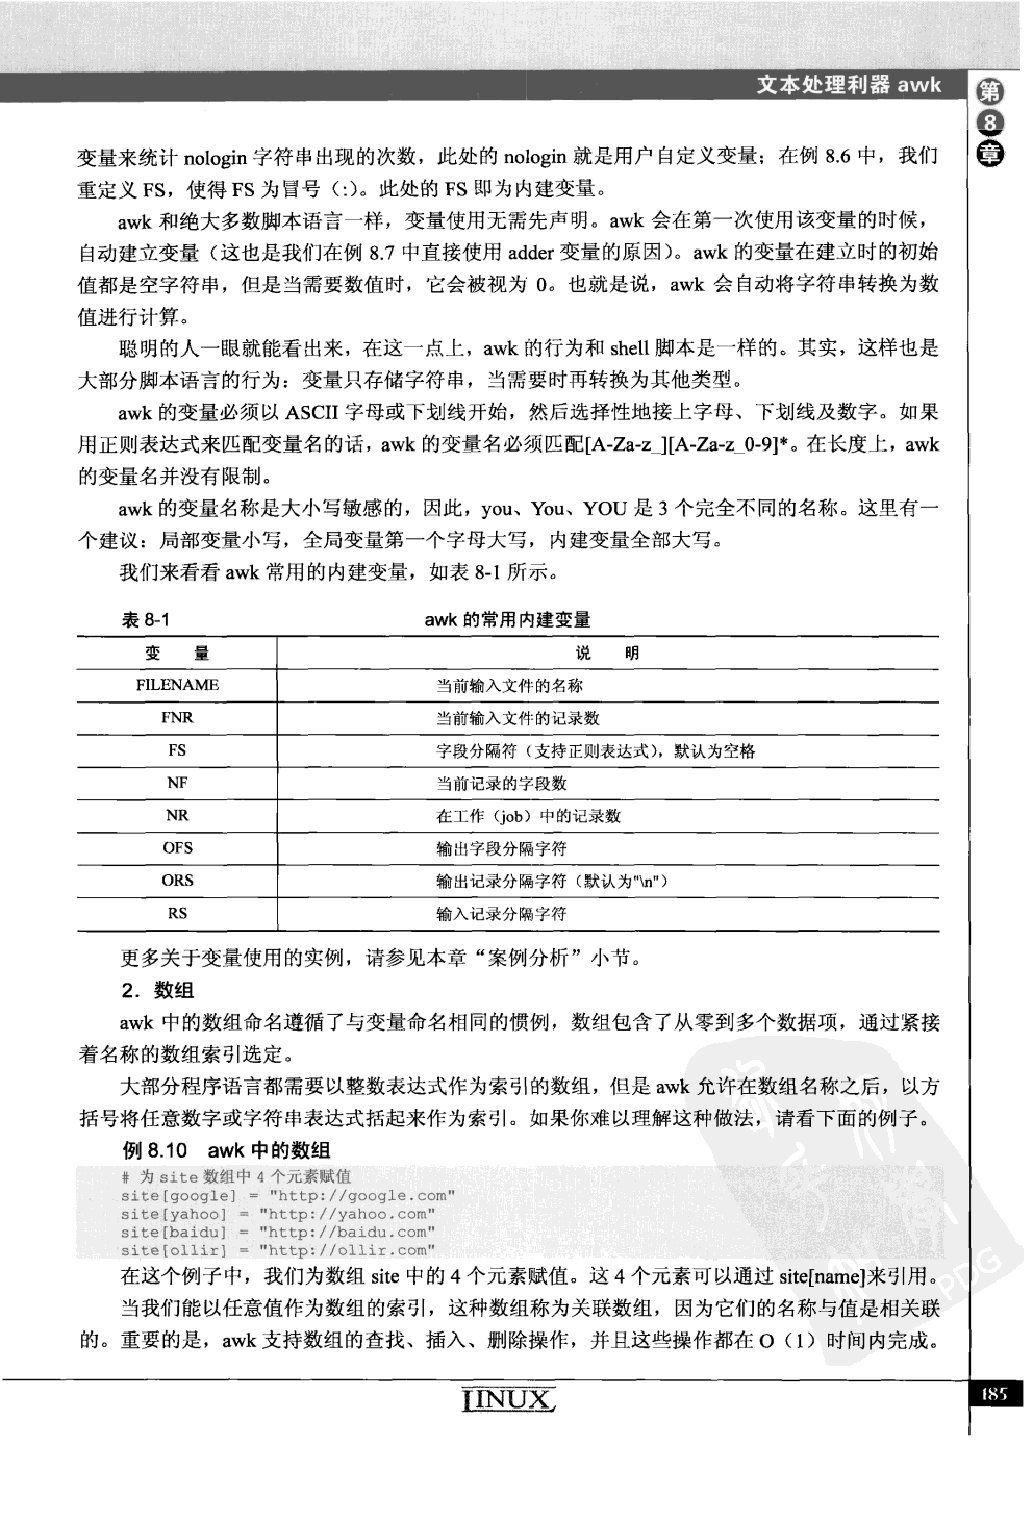 文本处理利器 awk
第
8
章
变量来统计 nologin 字符串出现的次数，此处的 nologin 就是用户自定义变量；在例 8.6 中，我们
重定义 FS，使得 FS 为冒号（:）。此处的 FS 即为内建变量。
awk 和绝大多数脚本语言一样，变量使用无需先声明。awk 会在第一次使用该变量的时候，
自动建立变量（这也是我们在例 8.7 中直接使用 adder 变量的原因）。awk 的变量在建立时的初始
值都是空字符串，但是当需要数值时，它会被视为 0。也就是说，awk 会自动将字符串转换为数
值进行计算。
聪明的人一眼就能看出来，在这一点上，awk 的行为和 shell 脚本是一样的。其实，这样也是
大部分脚本语言的行为：变量只存储字符串，当需要时再转换为其他类型。
awk 的变量必须以 ASCII 字母或下划线开始，然后选择性地接上字母、下划线及数字。如果
用正则表达式来匹配变量名的话，awk 的变量名必须匹配[A-Za-z_][A-Za-z_0-9]*。在长度上，awk
的变量名并没有限制。
awk 的变量名称是大小写敏感的，因此，you、You、YOU 是 3 个完全不同的名称。这里有一
个建议：局部变量小写，全局变量第一个字母大写，内建变量全部大写。
我们来看看 awk 常用的内建变量，如表 8-1 所示。
表 8-1 awk 的常用内建变量
变 量 说 明
FILENAME 当前输入文件的名称
FNR 当前输入文件的记录数
FS 字段分隔符（支持正则表达式），默认为空格
NF 当前记录的字段数
NR 在工作（job）中的记录数
OFS 输出字段分隔字符
ORS 输出记录分隔字符（默认为"\n"）
RS 输入记录分隔字符
更多关于变量使用的实例，请参见本章“案例分析”小节。
2．数组
awk 中的数组命名遵循了与变量命名相同的惯例，数组包含了从零到多个数据项，通过紧接
着名称的数组索引选定。
大部分程序语言都需要以整数表达式作为索引的数组，但是 awk 允许在数组名称之后，以方
括号将任意数字或字符串表达式括起来作为索引。如果你难以理解这种做法，请看下面的例子。
例 8.10 awk 中的数组
# 为 site 数组中 4 个元素赋值
site[google] = "http://google.com"
site[yahoo] = "http://yahoo.com"
site[baidu] = "http://baidu.com"
site[ollir] = "http://ollir.com"
在这个例子中，我们为数组 site 中的 4 个元素赋值。这 4 个元素可以通过 site[name]来引用。
当我们能以任意值作为数组的索引，这种数组称为关联数组，因为它们的名称与值是相关联
的。重要的是，awk 支持数组的查找、插入、删除操作，并且这些操作都在 O（1）时间内完成。
PDG
LINUX
185